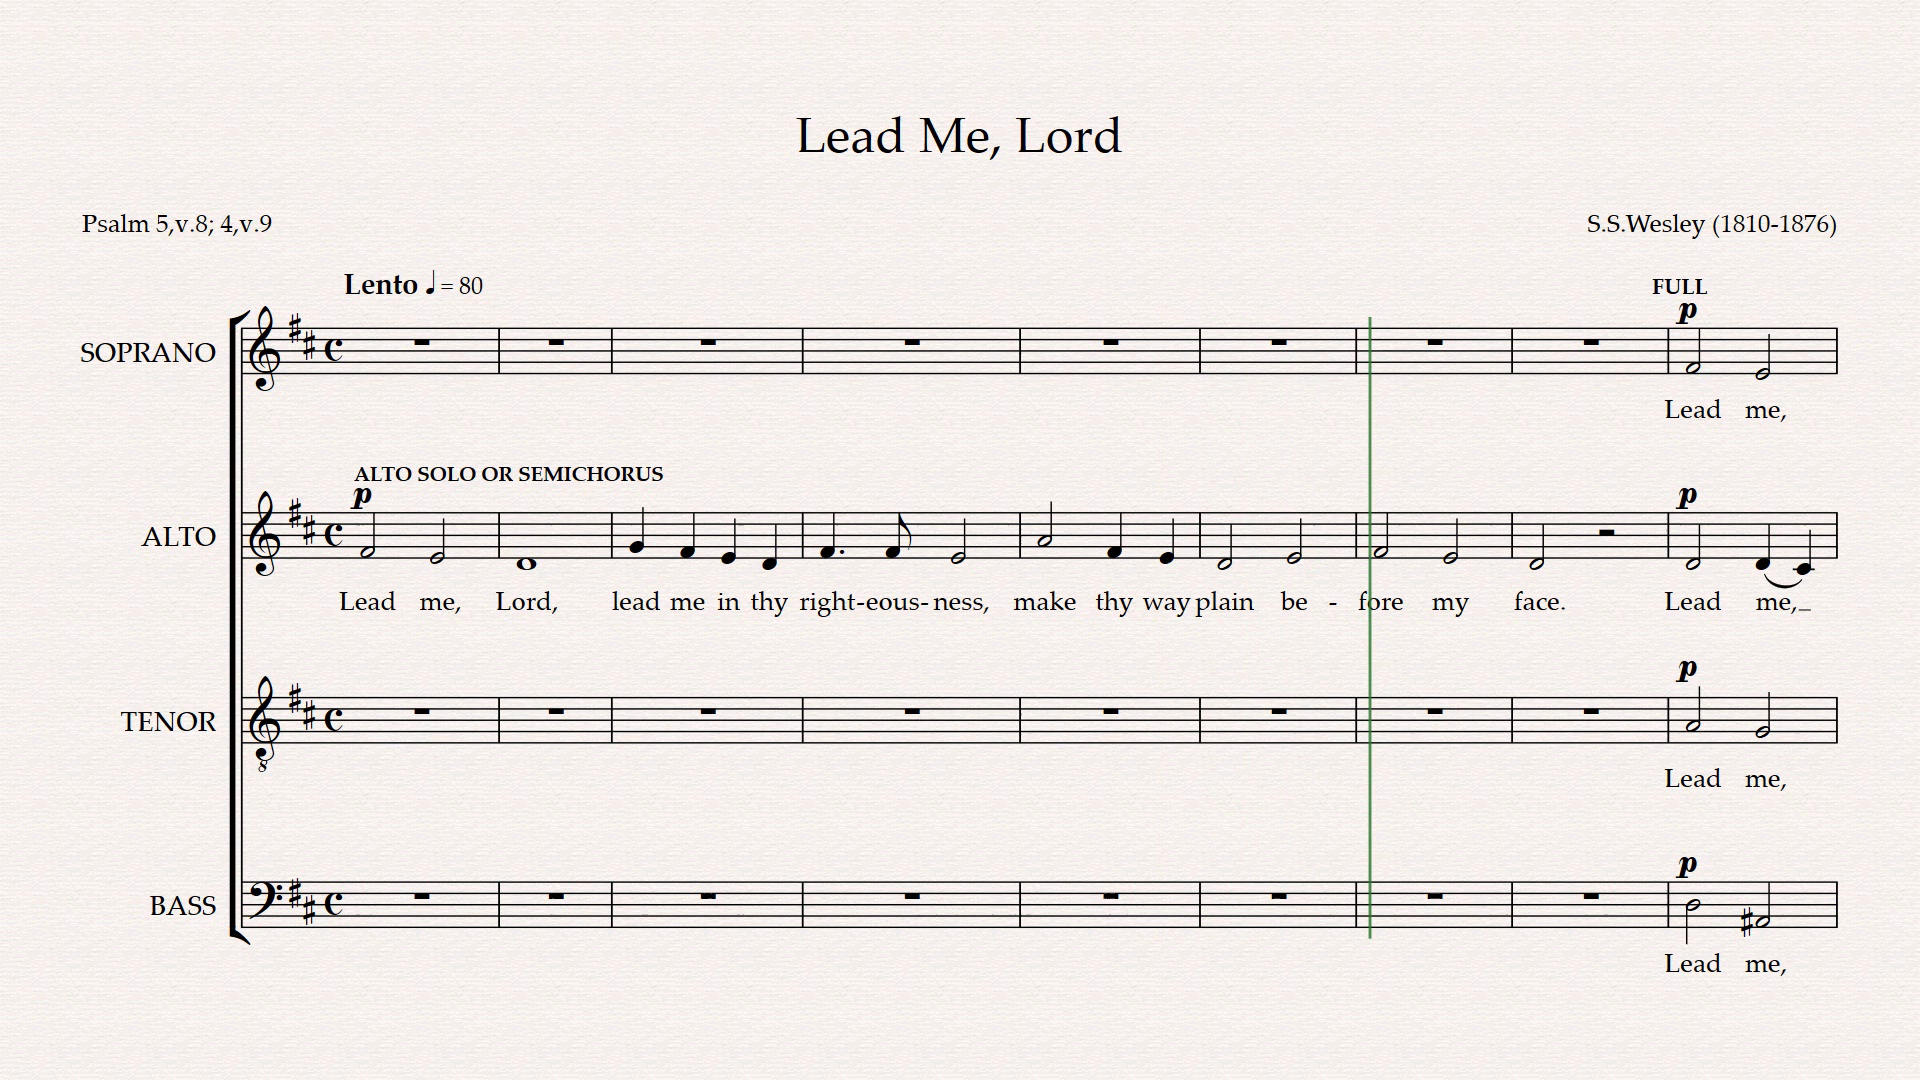 Lead Me, Lord
Psalm 5,v.8; 4,v.9
S.S.Wesley (1810-1876)
Lento ♩ = 80
FULL
p
SOPRANO
Lead me,
ALTO SOLO OR SEMICHORUS
p p
ALTO
Lead me, Lord, lead me in thy right-eous-ness, make thy way plain be - fore my face. Lead me,_
p
TENOR
8
Lead me,
p
BASS
Lead me,